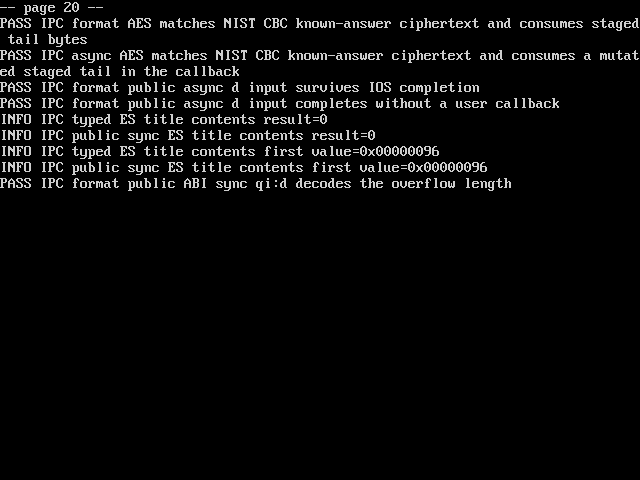 -- page 20 --
PASS IPC format AES matches NIST CBC known-answer ciphertext and consumes staged
 tail bytes
PASS IPC async AES matches NIST CBC known-answer ciphertext and consumes a mutat
ed staged tail in the callback
PASS IPC format public async d input survives IOS completion
PASS IPC format public async d input completes without a user callback
INFO IPC typed ES title contents result=0
INFO IPC public sync ES title contents result=0
INFO IPC typed ES title contents first value=0x00000096
INFO IPC public sync ES title contents first value=0x00000096
PASS IPC format public ABI sync qi:d decodes the overflow length